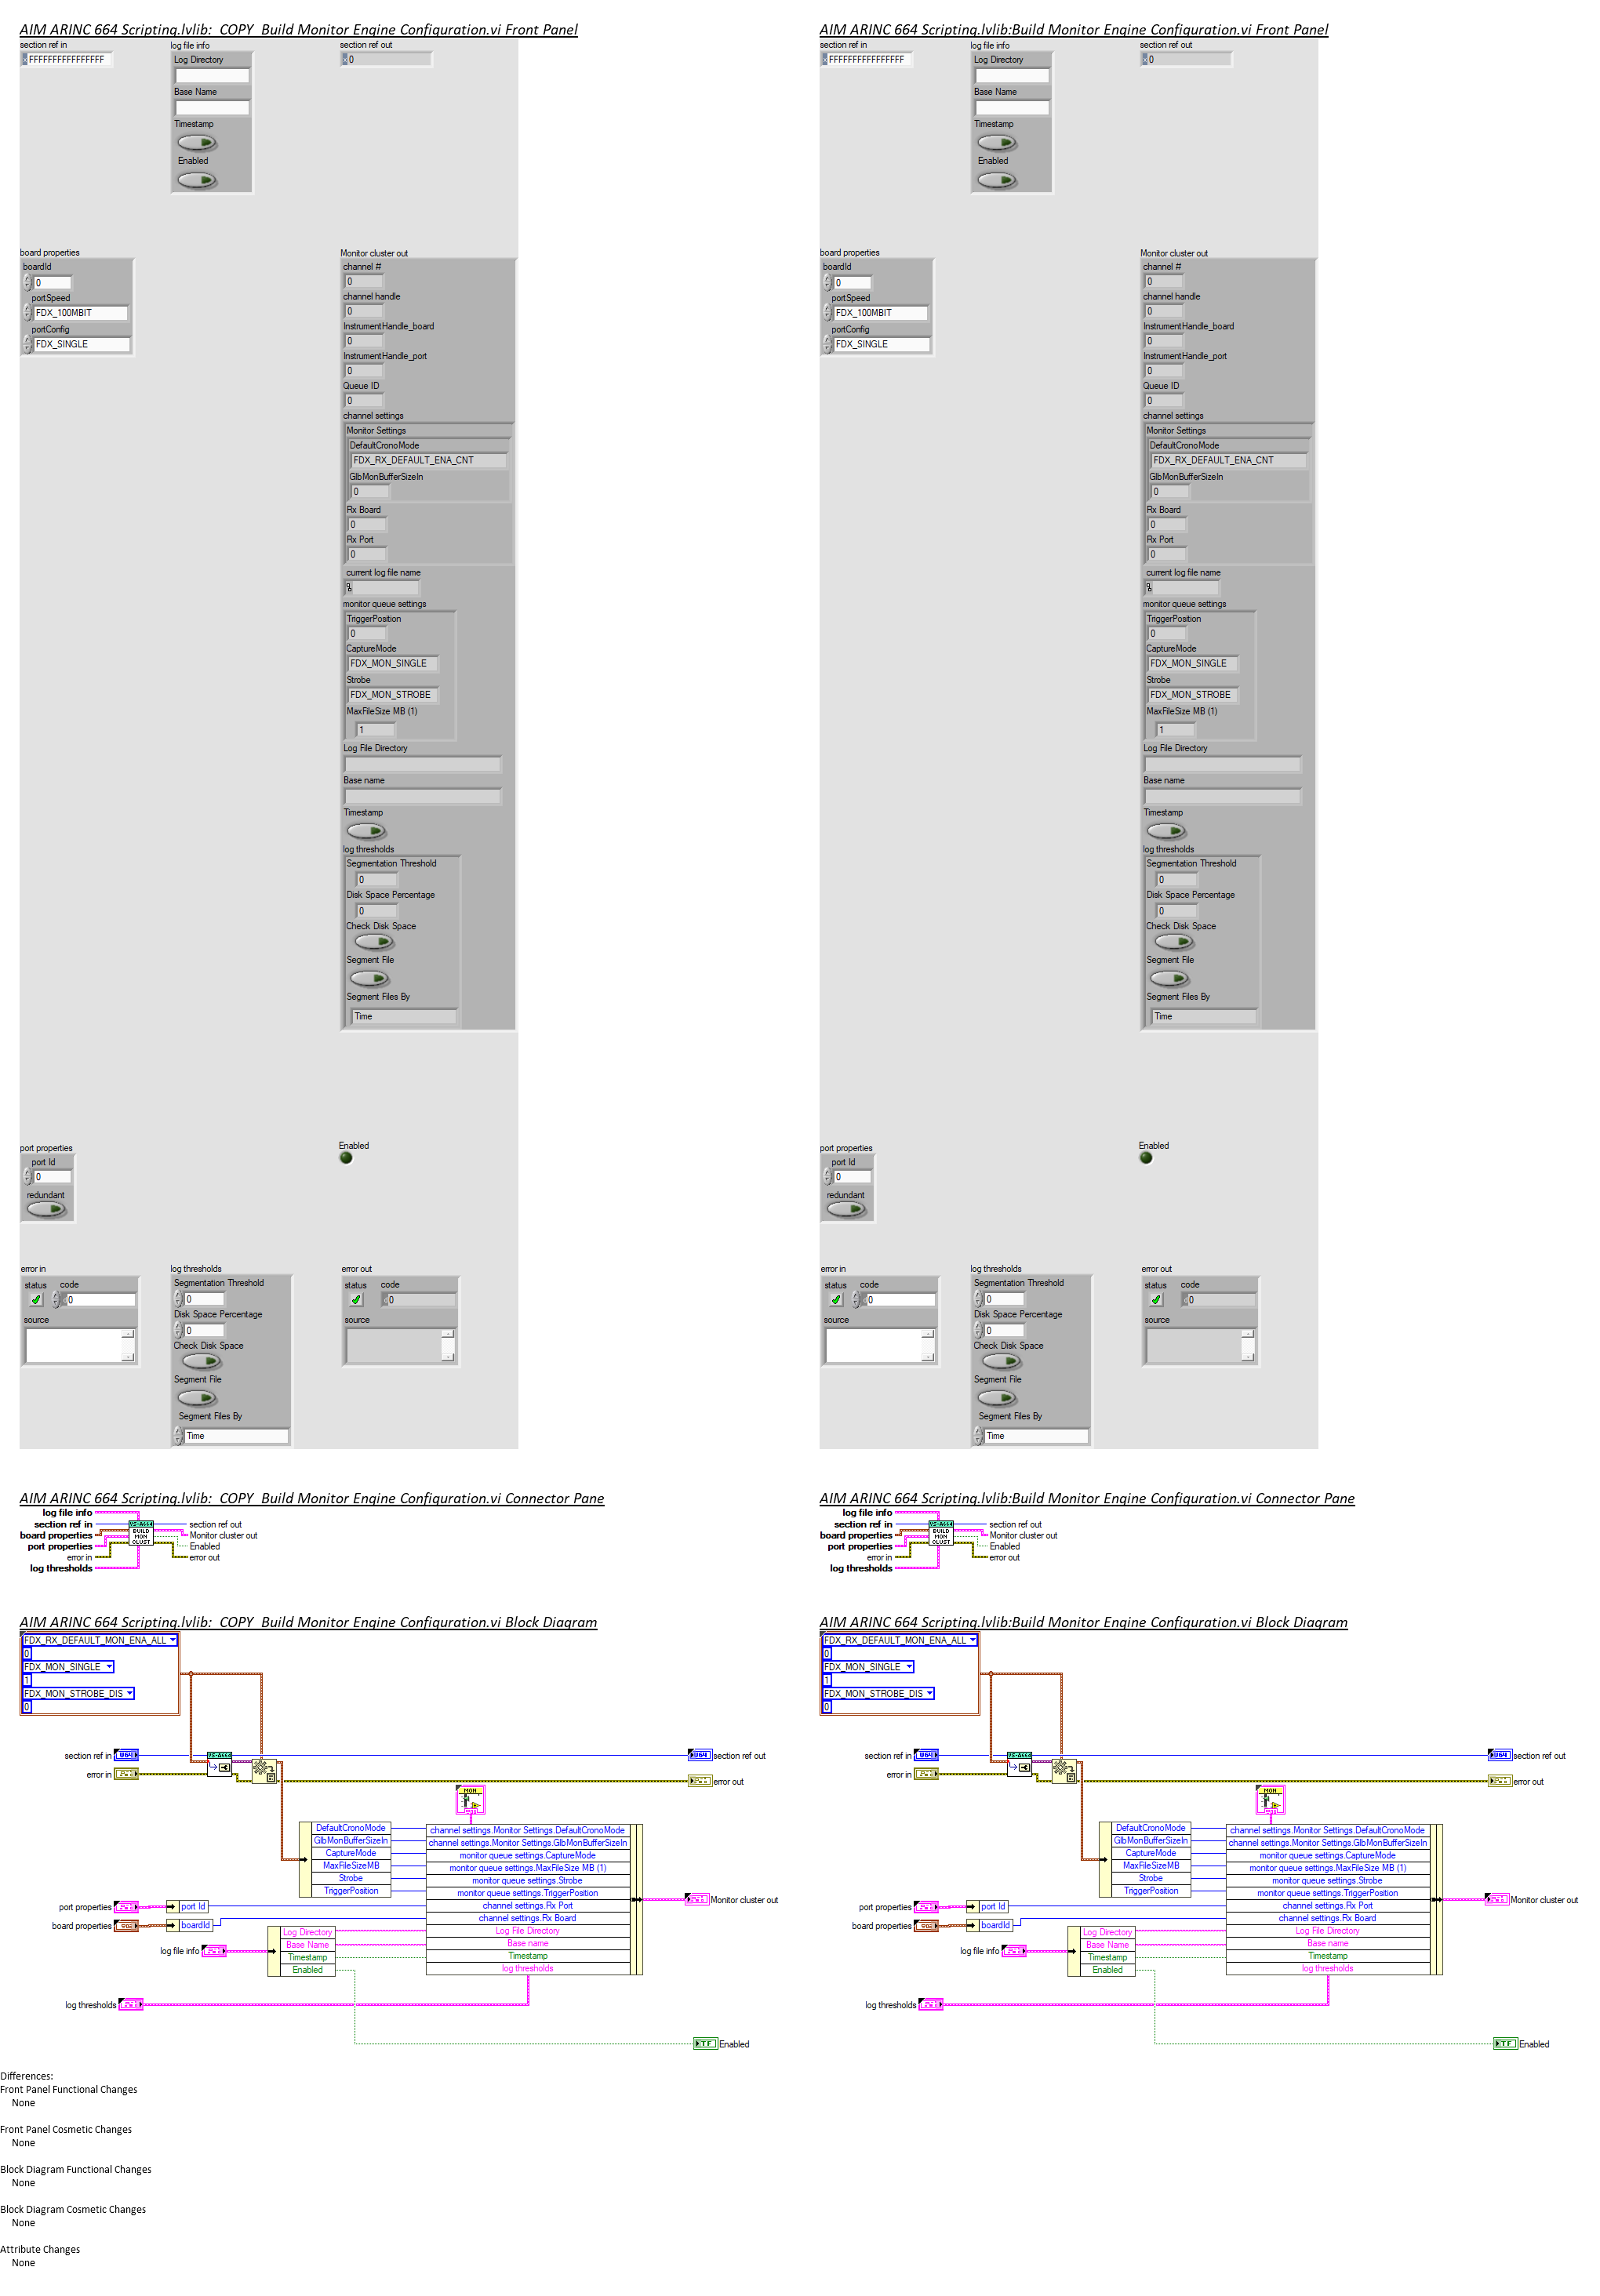 AIM ARINC 664 Scripting.lvlib:  COPY  Build Monitor Engine Configuration.vi Front Panel
section ref in
FFFFFFFFFFFFFFFF
log file info
Log Directory
Base Name
Timestamp
Enabled
section ref out
0
board properties
boardId
0
portSpeed
FDX_100MBIT
portConfig
FDX_SINGLE
Monitor cluster out
channel #
0
channel handle
0
InstrumentHandle_board
0
InstrumentHandle_port
0
Queue ID
0
channel settings
Monitor Settings
DefaultCronoMode
FDX_RX_DEFAULT_ENA_CNT
GlbMonBufferSizeIn
0
Rx Board
0
Rx Port
0
current log file name
monitor queue settings
TriggerPosition
0
CaptureMode
FDX_MON_SINGLE
Strobe
FDX_MON_STROBE
MaxFileSize MB (1)
1
Log File Directory
Base name
Timestamp
log thresholds
Segmentation Threshold
0
Disk Space Percentage
0
Check Disk Space
Segment File
Segment Files By
Time
port properties
port Id
0
redundant
Enabled
error in
status code
0
source
log thresholds
Segmentation Threshold
0
Disk Space Percentage
0
Check Disk Space
Segment File
Segment Files By
Time
error out
status code
0
source
AIM ARINC 664 Scripting.lvlib:Build Monitor Engine Configuration.vi Front Panel
section ref in
FFFFFFFFFFFFFFFF
log file info
Log Directory
Base Name
Timestamp
Enabled
section ref out
0
board properties
boardId
0
portSpeed
FDX_100MBIT
portConfig
FDX_SINGLE
Monitor cluster out
channel #
0
channel handle
0
InstrumentHandle_board
0
InstrumentHandle_port
0
Queue ID
0
channel settings
Monitor Settings
DefaultCronoMode
FDX_RX_DEFAULT_ENA_CNT
GlbMonBufferSizeIn
0
Rx Board
0
Rx Port
0
current log file name
monitor queue settings
TriggerPosition
0
CaptureMode
FDX_MON_SINGLE
Strobe
FDX_MON_STROBE
MaxFileSize MB (1)
1
Log File Directory
Base name
Timestamp
log thresholds
Segmentation Threshold
0
Disk Space Percentage
0
Check Disk Space
Segment File
Segment Files By
Time
port properties
port Id
0
redundant
Enabled
error in
status code
0
source
log thresholds
Segmentation Threshold
0
Disk Space Percentage
0
Check Disk Space
Segment File
Segment Files By
Time
error out
status code
0
source
AIM ARINC 664 Scripting.lvlib:  COPY  Build Monitor Engine Configuration.vi Connector Pane
log file info
section ref in
board properties
port properties
error in
log thresholds
VS-A664
BUILD
MON
CLUST
section ref out
Monitor cluster out
Enabled
error out
AIM ARINC 664 Scripting.lvlib:Build Monitor Engine Configuration.vi Connector Pane
log file info
section ref in
board properties
port properties
error in
log thresholds
VS-A664
BUILD
MON
CLUST
section ref out
Monitor cluster out
Enabled
error out
AIM ARINC 664 Scripting.lvlib:  COPY  Build Monitor Engine Configuration.vi Block Diagram
FDX_RX_DEFAULT_MON_ENA_ALL
0
FDX_MON_SINGLE
1
FDX_MON_STROBE_DIS
0
section ref in
U64
VS-A664
U64
section ref out
error in
error out
MON
DefaultCronoMode
GlbMonBufferSizeIn
CaptureMode
MaxFileSizeMB
Strobe
TriggerPosition
channel settings.Monitor Settings.DefaultCronoMode
channel settings.Monitor Settings.GlbMonBufferSizeIn
monitor queue settings.CaptureMode
monitor queue settings.MaxFileSize MB (1)
monitor queue settings.Strobe
monitor queue settings.TriggerPosition
channel settings.Rx Port
channel settings.Rx Board
Log File Directory
Base name
Timestamp
log thresholds
Monitor cluster out
port properties
port Id
board properties
boardId
log file info
Log Directory
Base Name
Timestamp
Enabled
log thresholds
TF
Enabled
AIM ARINC 664 Scripting.lvlib:Build Monitor Engine Configuration.vi Block Diagram
FDX_RX_DEFAULT_MON_ENA_ALL
0
FDX_MON_SINGLE
1
FDX_MON_STROBE_DIS
0
section ref in
U64
VS-A664
U64
section ref out
error in
error out
MON
DefaultCronoMode
GlbMonBufferSizeIn
CaptureMode
MaxFileSizeMB
Strobe
TriggerPosition
channel settings.Monitor Settings.DefaultCronoMode
channel settings.Monitor Settings.GlbMonBufferSizeIn
monitor queue settings.CaptureMode
monitor queue settings.MaxFileSize MB (1)
monitor queue settings.Strobe
monitor queue settings.TriggerPosition
channel settings.Rx Port
channel settings.Rx Board
Log File Directory
Base name
Timestamp
log thresholds
Monitor cluster out
port properties
port Id
board properties
boardId
log file info
Log Directory
Base Name
Timestamp
Enabled
log thresholds
TF
Enabled
Differences:
Front Panel Functional Changes
None
Front Panel Cosmetic Changes
None
Block Diagram Functional Changes
None
Block Diagram Cosmetic Changes
None
Attribute Changes
None